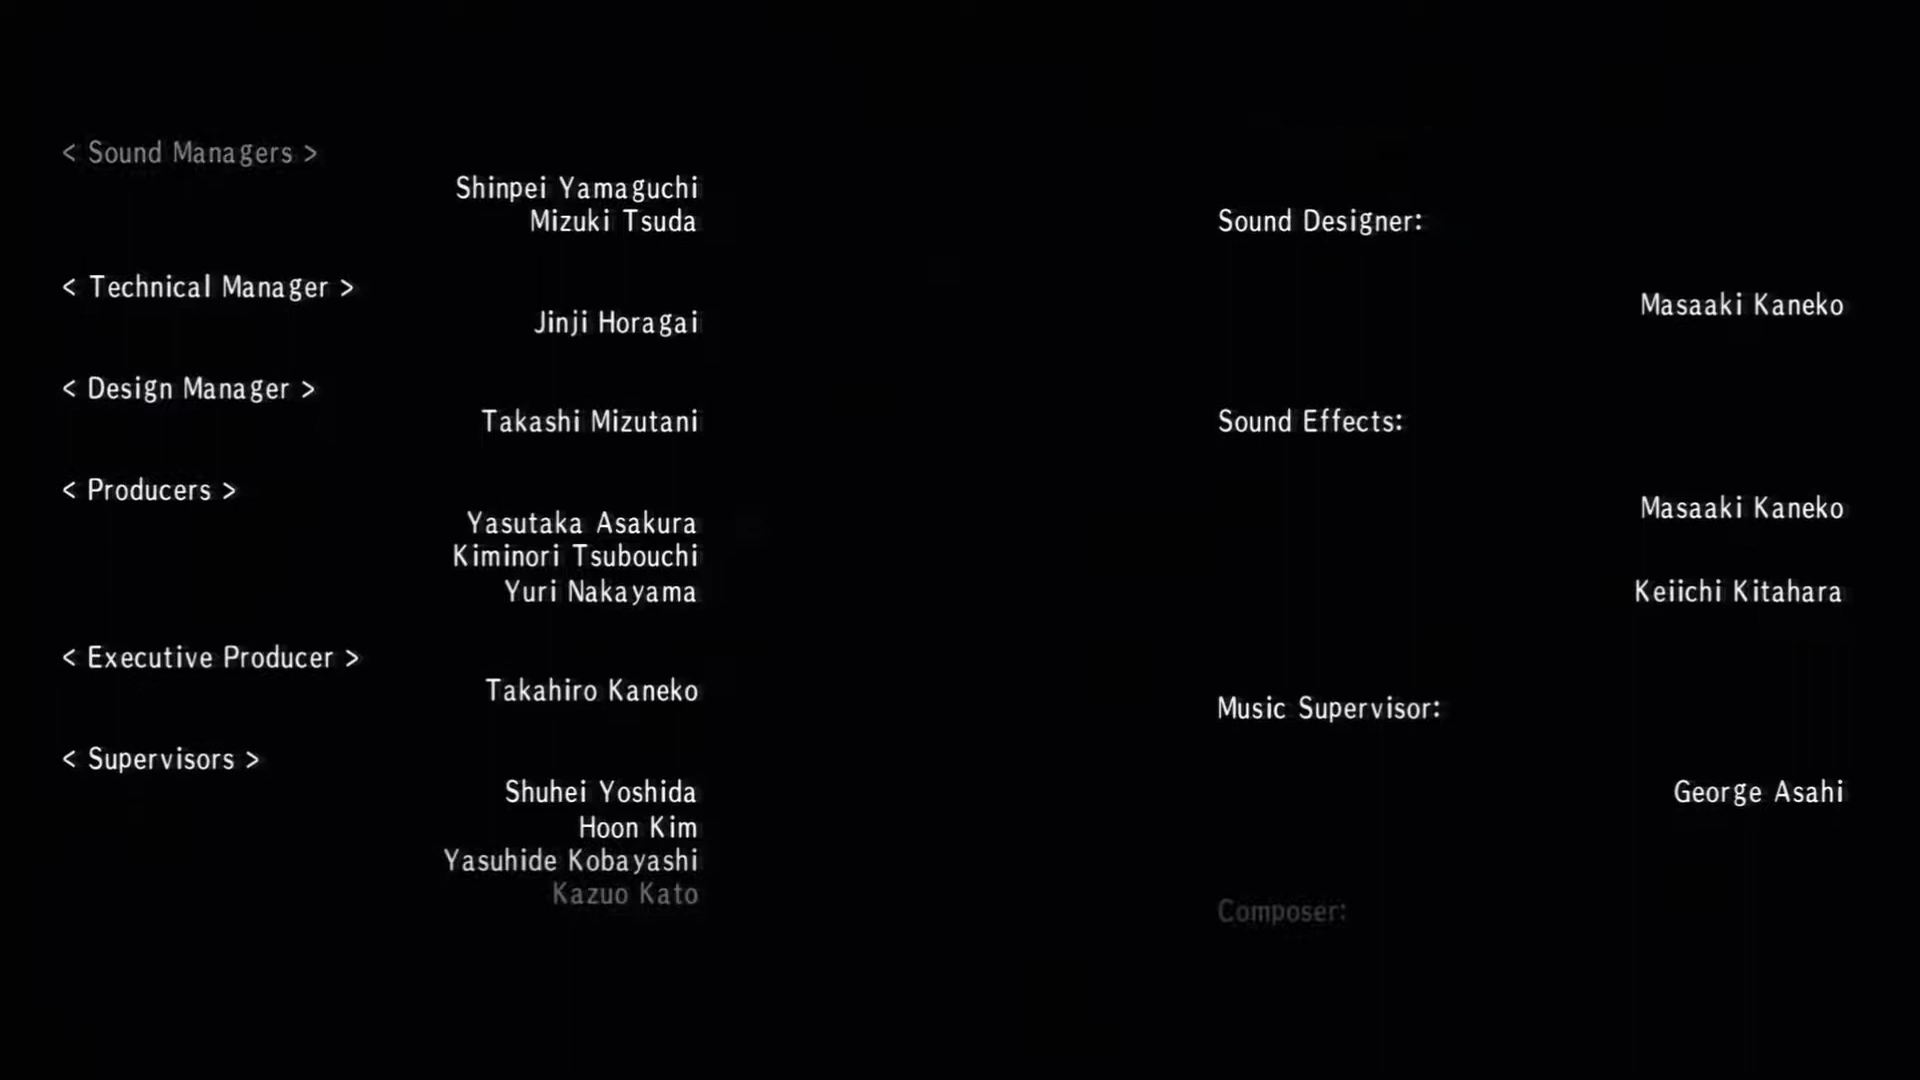 < Sound Managers >
Shinpei Yamaguchi
Mizuki Tsuda
< Technical Manager >
Jinji Horagai
< Design Manager >
Takashi Mizutani
< Producers >
Yasutaka Asakura
Kiminori Tsubouchi
Yuri Nakayama
< Executive Producer >
Takahiro Kaneko
< Supervisors >
Shuhei Yoshida
Hoon Kim
Yasuhide Kobayashi
Kazuo Kato
Sound Designer:
Masaaki Kaneko
Sound Effects:
Masaaki Kaneko
Keiichi Kitahara
Music Supervisor:
George Asahi
Composer: